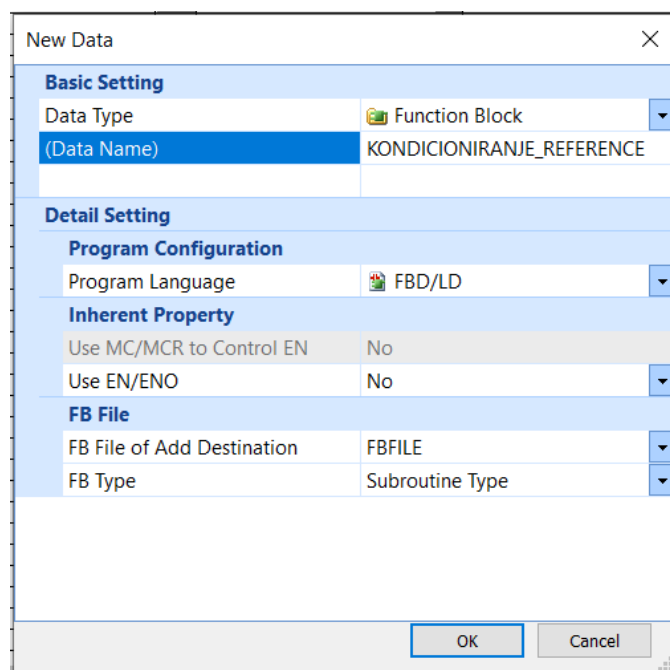 New Data
Basic Setting
Data Type Function Block
(Data Name) KONDICIONIRANJE_REFERENCE
Detail Setting
Program Configuration
Program Language FBD/LD
Inherent Property
Use MC/MCR to Control EN No
Use EN/ENO No
FB File
FB File of Add Destination FBFILE
FB Type Subroutine Type
OK Cancel